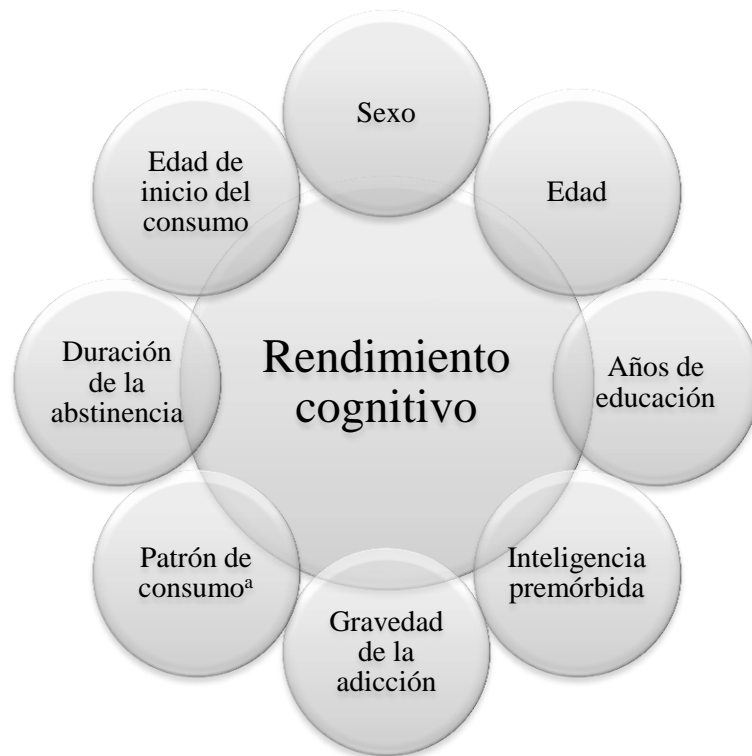 Sexo
Edad
Años de
educación
Inteligencia
premórbida
Gravedad
de la
adicción
Patrón de
consumoᵃ
Duración
de la
abstinencia
Edad de
inicio del
consumo
Rendimiento
cognitivo